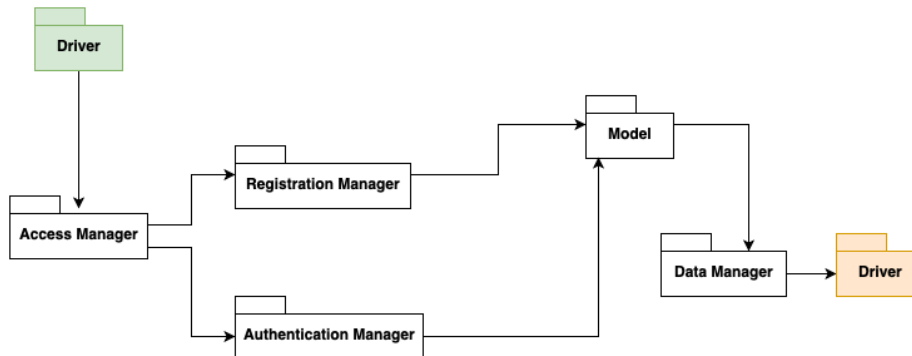 Driver
Model
Registration Manager
Access Manager
Data Manager
Driver
Authentication Manager